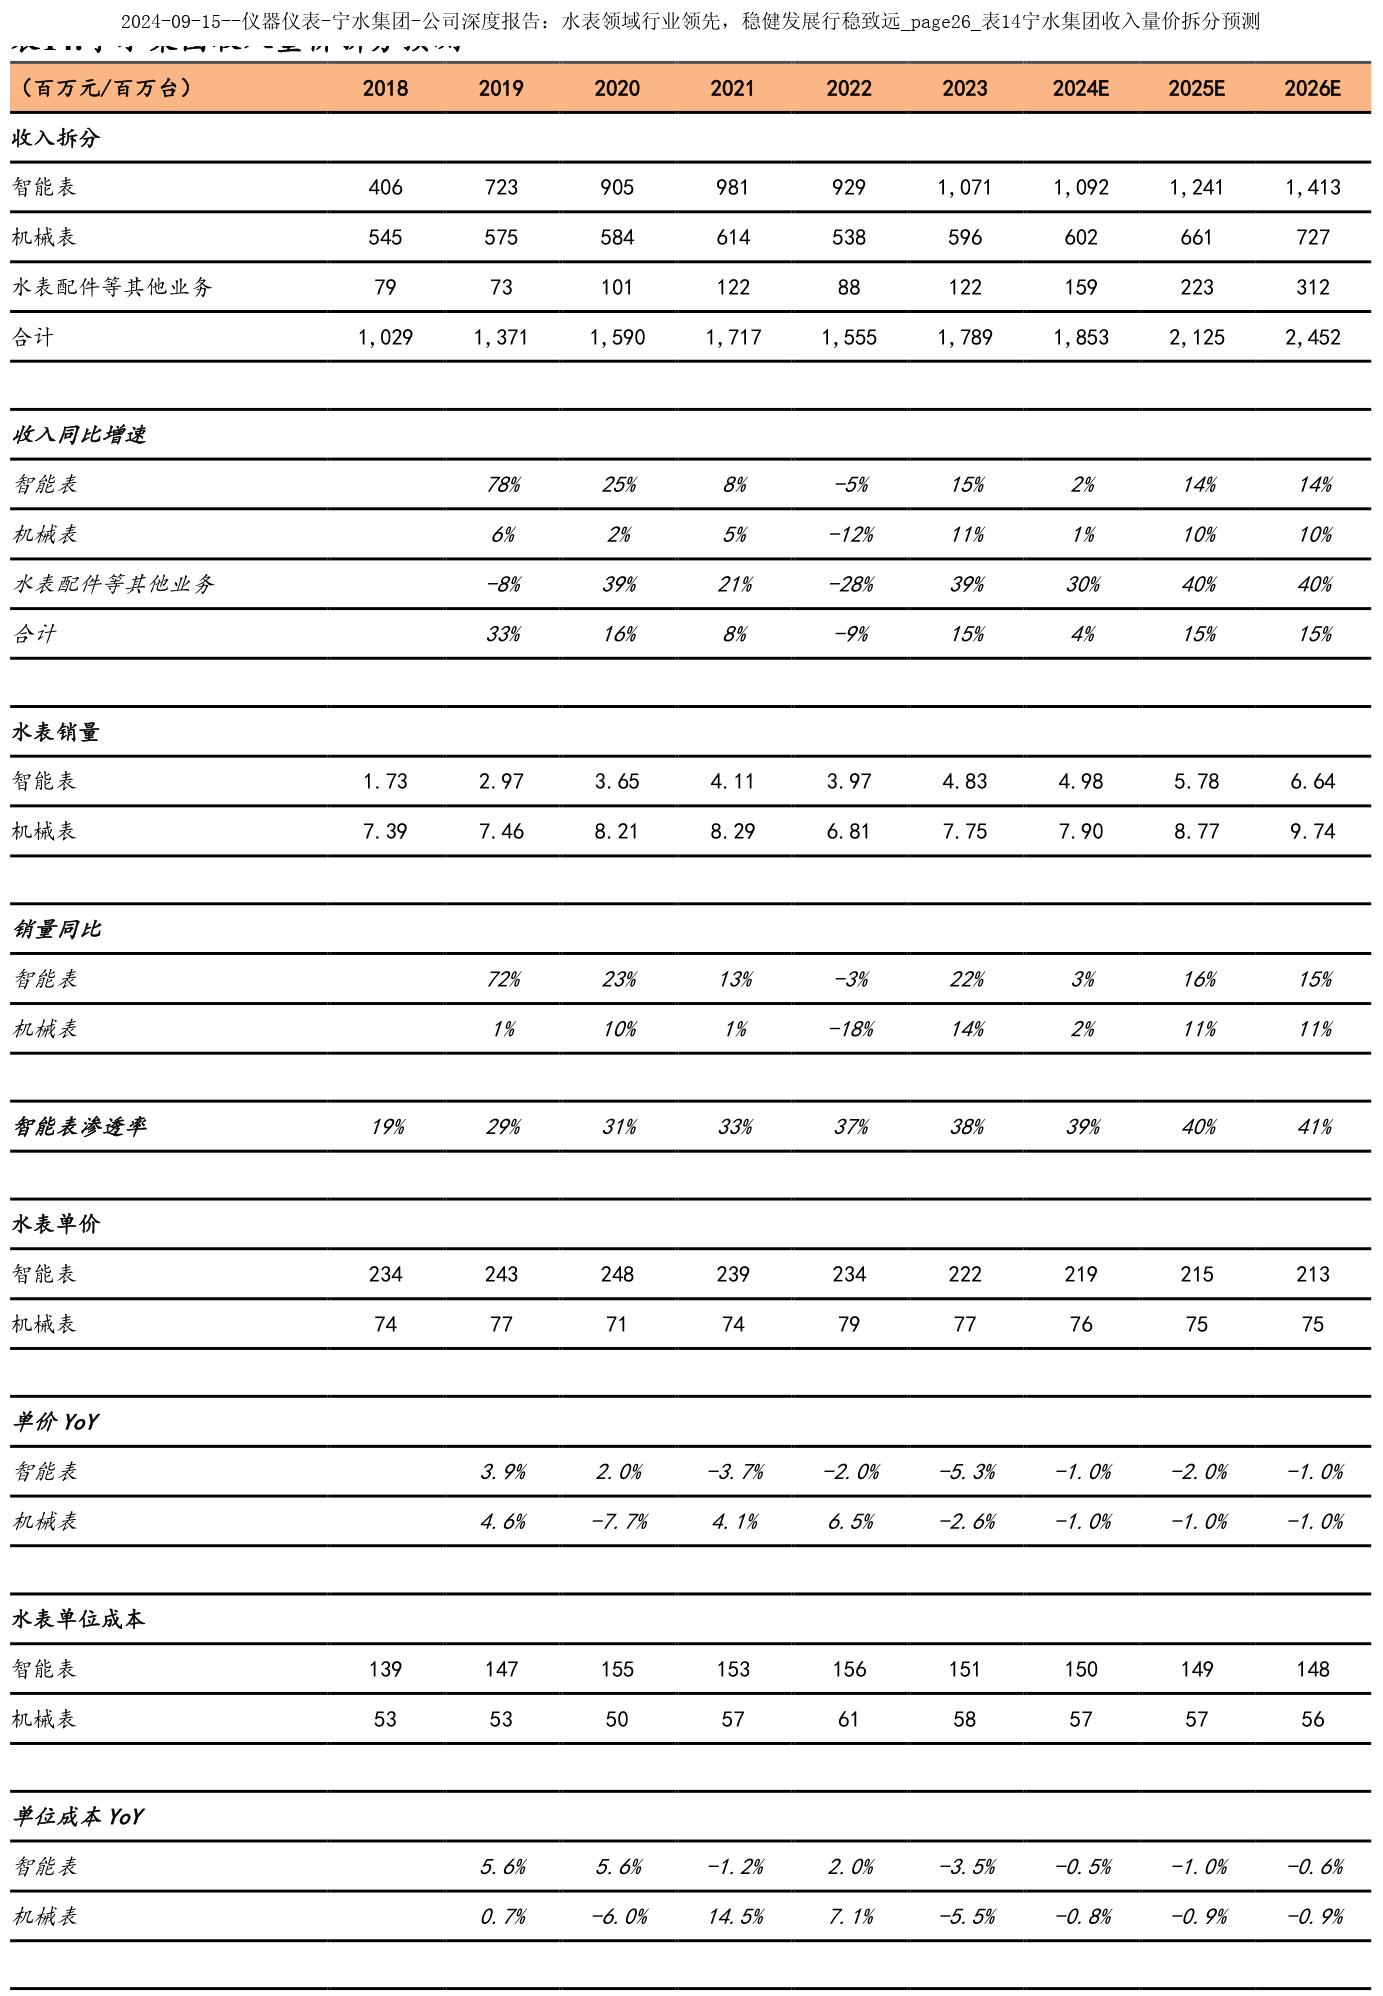 2024-09-15--仪器仪表-宁水集团-公司深度报告：水表领域行业领先，稳健发展行稳致远_page26_表14宁水集团收入量价拆分预测
表14:宁水集团收入量价拆分预测
（百万元/百万台） 2018 2019 2020 2021 2022 2023 2024E 2025E 2026E
收入拆分
智能表 406 723 905 981 929 1,071 1,092 1,241 1,413
机械表 545 575 584 614 538 596 602 661 727
水表配件等其他业务 79 73 101 122 88 122 159 223 312
合计 1,029 1,371 1,590 1,717 1,555 1,789 1,853 2,125 2,452
收入同比增速
智能表 78% 25% 8% -5% 15% 2% 14% 14%
机械表 6% 2% 5% -12% 11% 1% 10% 10%
水表配件等其他业务 -8% 39% 21% -28% 39% 30% 40% 40%
合计 33% 16% 8% -9% 15% 4% 15% 15%
水表销量
智能表 1.73 2.97 3.65 4.11 3.97 4.83 4.98 5.78 6.64
机械表 7.39 7.46 8.21 8.29 6.81 7.75 7.90 8.77 9.74
销量同比
智能表 72% 23% 13% -3% 22% 3% 16% 15%
机械表 1% 10% 1% -18% 14% 2% 11% 11%
智能表渗透率 19% 29% 31% 33% 37% 38% 39% 40% 41%
水表单价
智能表 234 243 248 239 234 222 219 215 213
机械表 74 77 71 74 79 77 76 75 75
单价 YoY
智能表 3.9% 2.0% -3.7% -2.0% -5.3% -1.0% -2.0% -1.0%
机械表 4.6% -7.7% 4.1% 6.5% -2.6% -1.0% -1.0% -1.0%
水表单位成本
智能表 139 147 155 153 156 151 150 149 148
机械表 53 53 50 57 61 58 57 57 56
单位成本 YoY
智能表 5.6% 5.6% -1.2% 2.0% -3.5% -0.5% -1.0% -0.6%
机械表 0.7% -6.0% 14.5% 7.1% -5.5% -0.8% -0.9% -0.9%